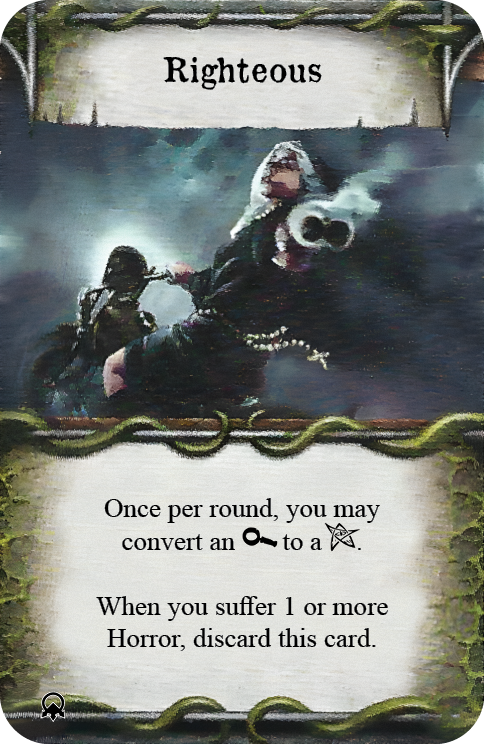 Righteous
Once per round, you may
convert an to a .
When you suffer 1 or more
Horror, discard this card.